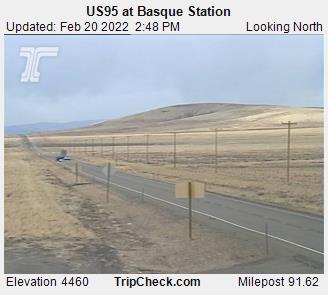 US95 at Basque Station
Updated: Feb 20 2022 2:48 PM Looking North
Elevation 4460 TripCheck.com Milepost 91.62